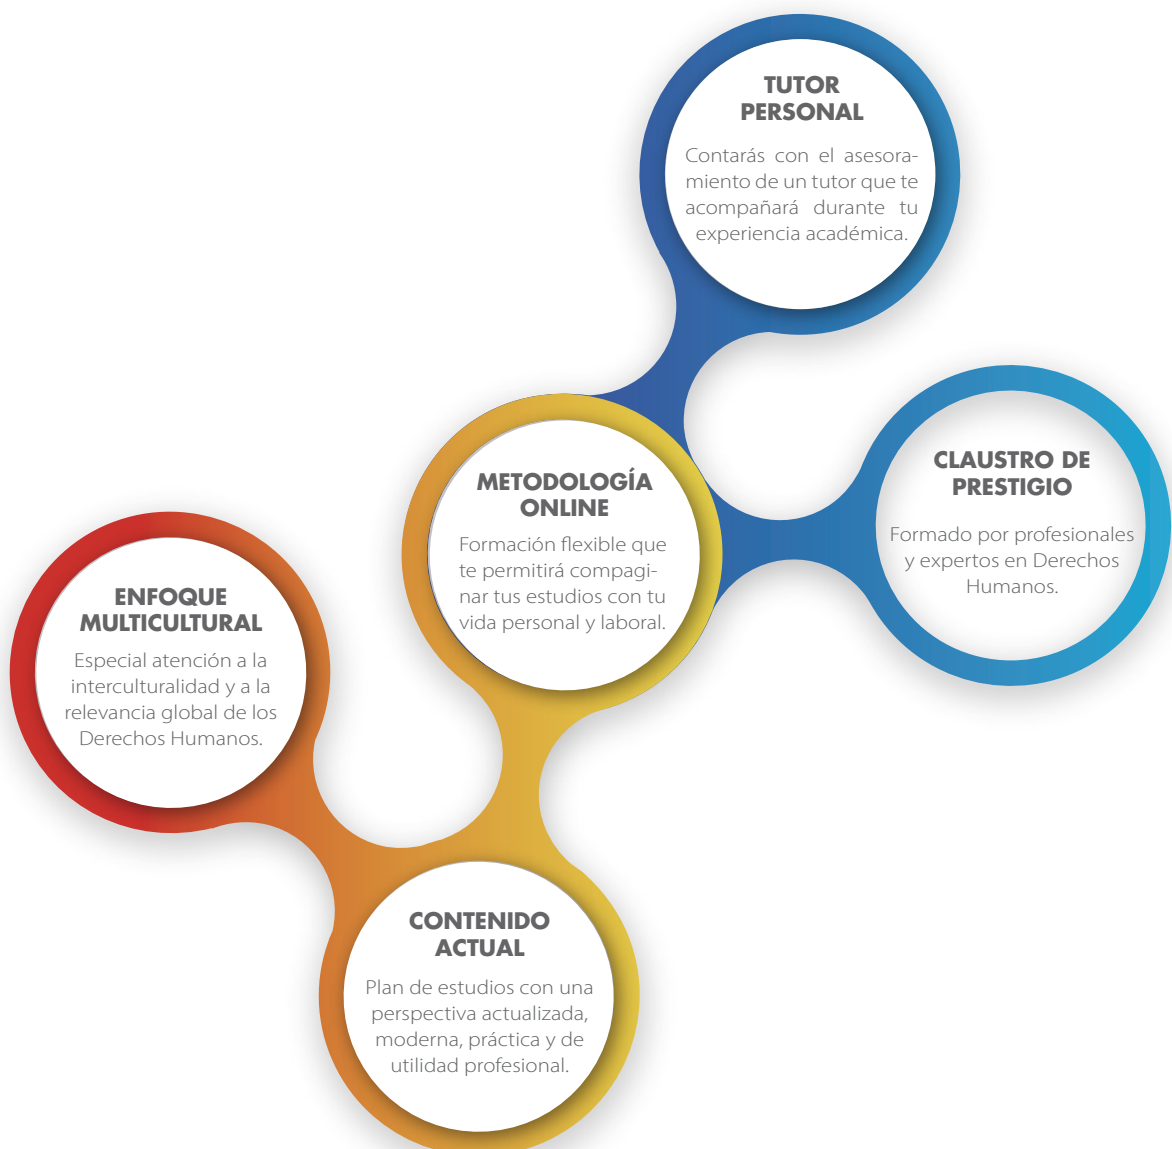 TUTOR
PERSONAL
Contarás con el asesora-
miento de un tutor que te
acompañará durante tu
experiencia académica.
CLAUSTRO DE
PRESTIGIO
Formado por profesionales
y expertos en Derechos
Humanos.
METODOLOGÍA
ONLINE
Formación flexible que
te permitirá compagi-
nar tus estudios con tu
vida personal y laboral.
ENFOQUE
MULTICULTURAL
Especial atención a la
interculturalidad y a la
relevancia global de los
Derechos Humanos.
CONTENIDO
ACTUAL
Plan de estudios con una
perspectiva actualizada,
moderna, práctica y de
utilidad profesional.